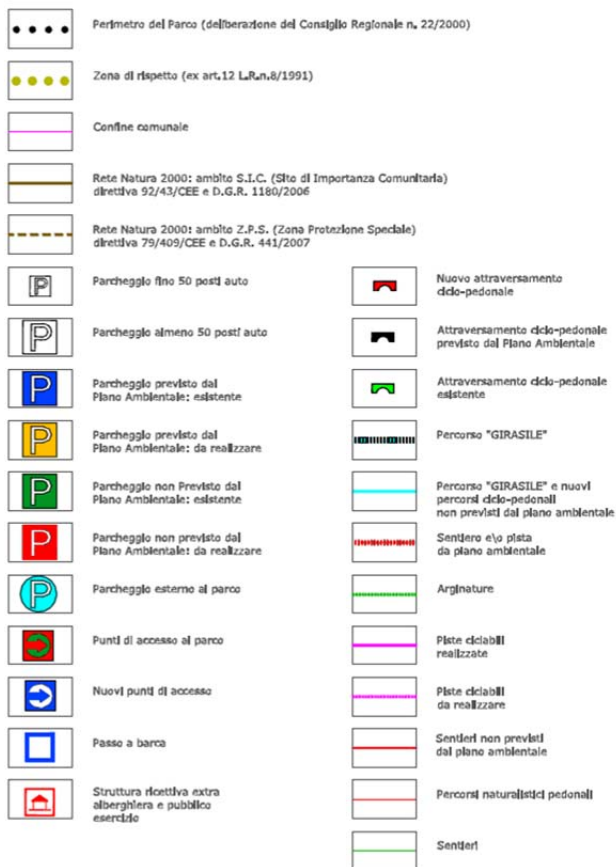 Perimetro del Parco (deliberazione del Consiglio Regionale n. 22/2000)
Zona di rispetto (ex art.12 L.R.n.8/1991)
Confine comunale
Rete Natura 2000: ambito S.I.C. (Sito di Importanza Comunitaria)
direttiva 92/43/CEE e D.G.R. 1180/2006
Rete Natura 2000: ambito Z.P.S. (Zona Protezione Speciale)
direttiva 79/409/CEE e D.G.R. 441/2007
P
Parcheggio fino 50 posti auto
P
Parcheggio almeno 50 posti auto
P
Parcheggio previsto dal
Piano Ambientale: esistente
P
Parcheggio previsto dal
Piano Ambientale: da realizzare
P
Parcheggio non Previsto dal
Piano Ambientale: esistente
P
Parcheggio non previsto dal
Piano Ambientale: da realizzare
P
Parcheggio esterno al parco
Punti di accesso al parco
Nuovi punti di accesso
Passo a barca
Struttura ricettiva extra
alberghiera e pubblico
esercizio
Nuovo attraversamento
ciclo-pedonale
Attraversamento ciclo-pedonale
previsto dal Piano Ambientale
Attraversamento ciclo-pedonale
esistente
Percorso "GIRASILE"
Percorso "GIRASILE" e nuovi
percorsi ciclo-pedonali
non previsti dal piano ambientale
Sentiero e\o pista
da piano ambientale
Arginature
Piste ciclabili
realizzate
Piste ciclabili
da realizzare
Sentieri non previsti
dal piano ambientale
Percorsi naturalistici pedonali
Sentieri